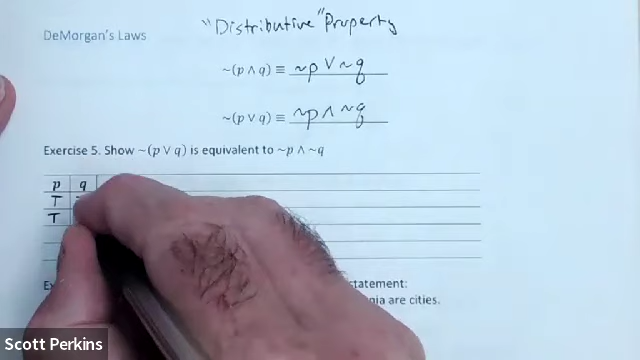 "Distributive" Property
DeMorgan's Laws
~(p ∧ q) ≡ ~p ∨ ~q
~(p ∨ q) ≡ ~p ∧ ~q
Exercise 5. Show ~(p ∨ q) is equivalent to ~p ∧ ~q
p q
T
T
statement:
are cities.
Scott Perkins